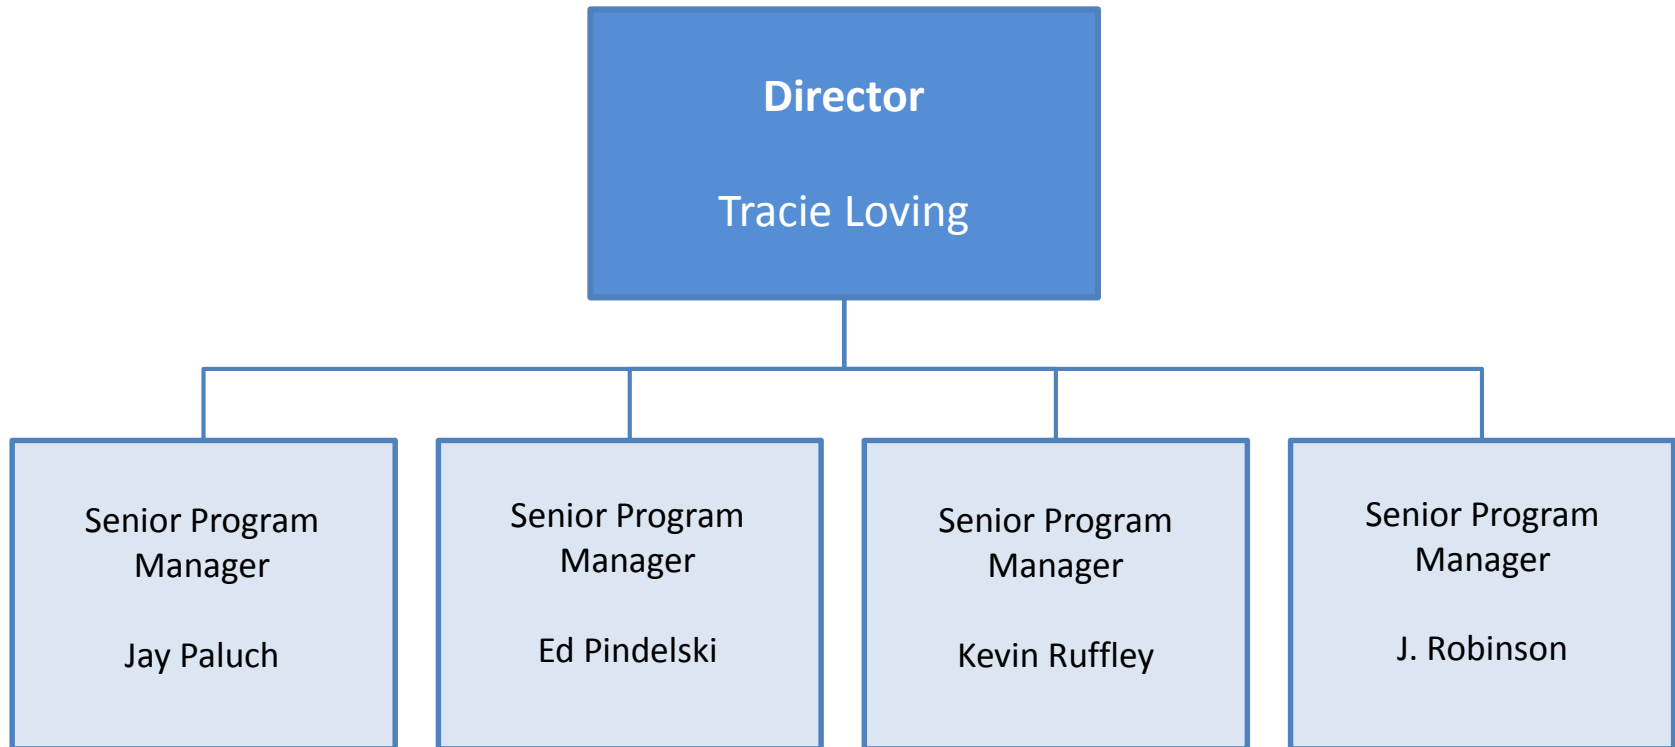 Director
Tracie Loving
Senior Program
Manager
Jay Paluch
Senior Program
Manager
Ed Pindelski
Senior Program
Manager
Kevin Ruffley
Senior Program
Manager
J. Robinson